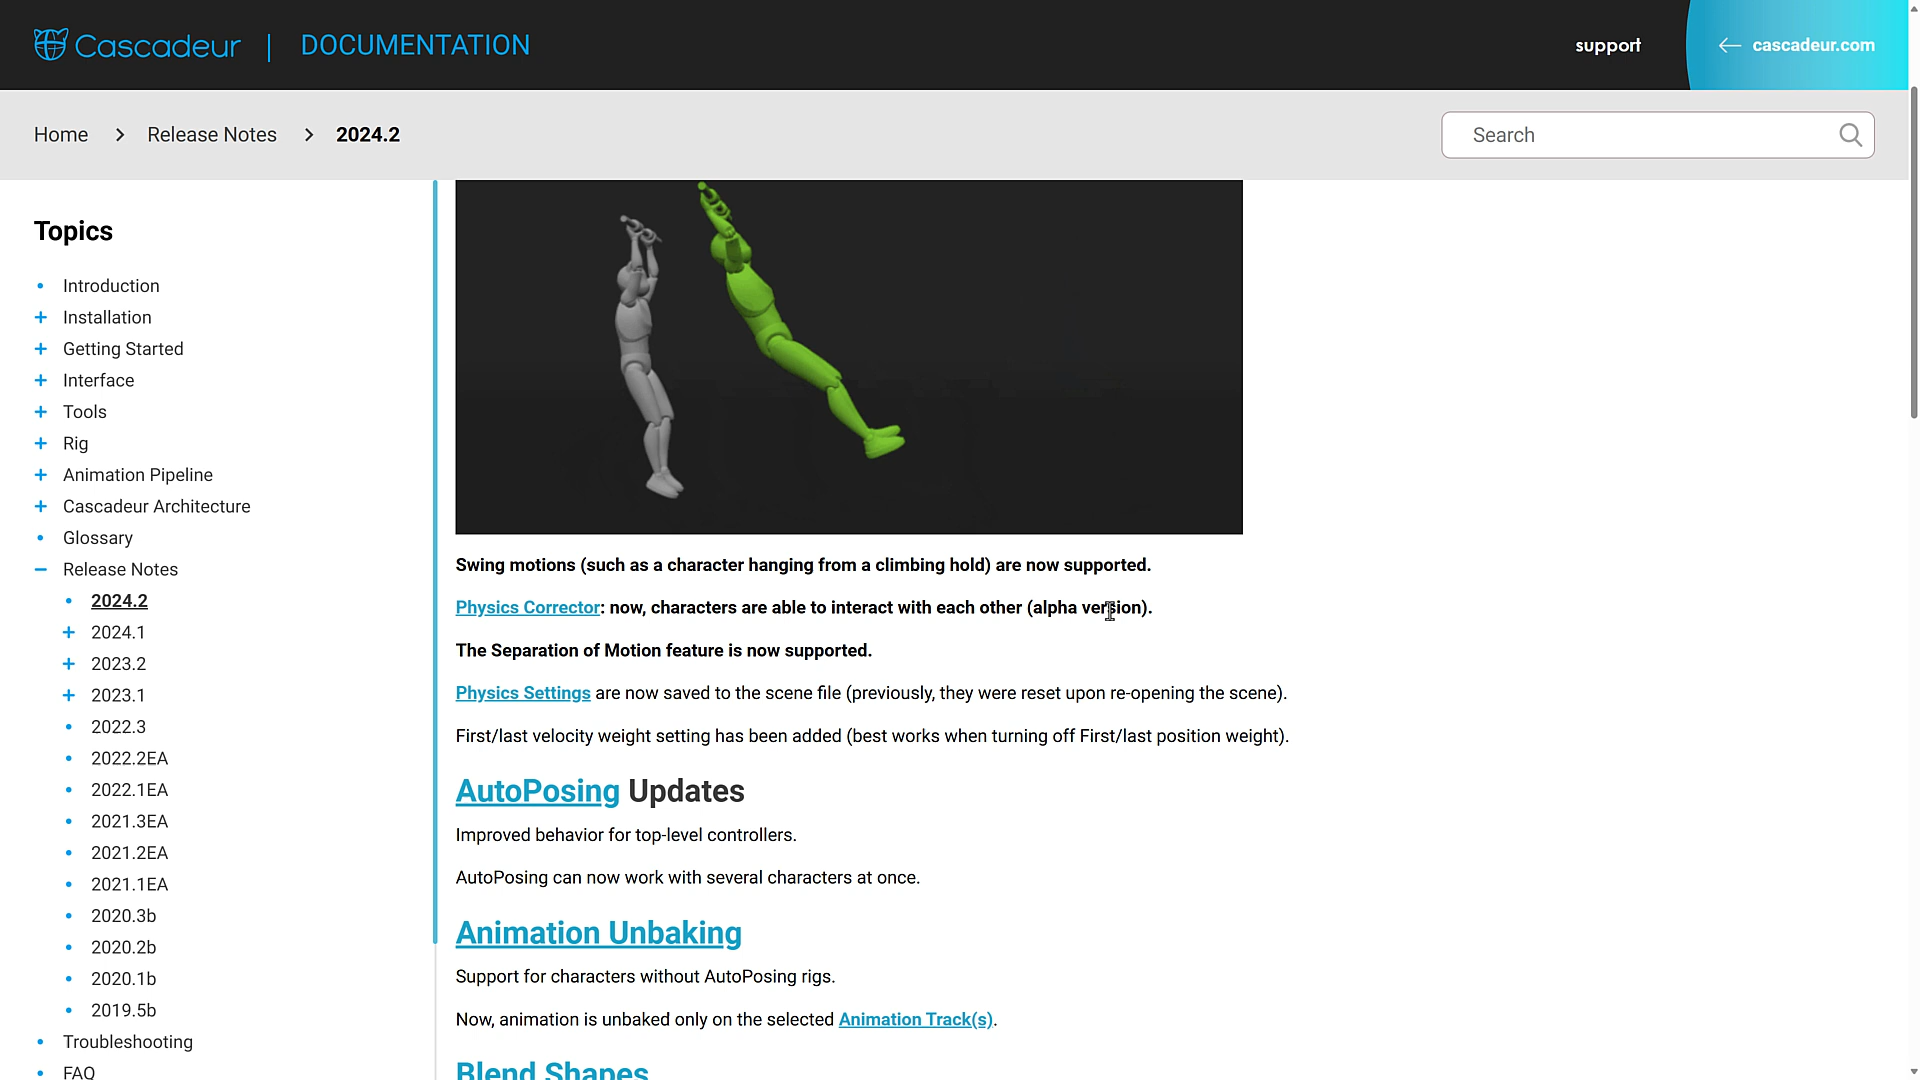 Cascadeur | DOCUMENTATION
support
cascadeur.com
Home
Release Notes
2024.2
Search
Topics
Introduction
Installation
Getting Started
Interface
Tools
Rig
Animation Pipeline
Cascadeur Architecture
Glossary
Release Notes
2024.2
2024.1
2023.2
2023.1
2022.3
2022.2EA
2022.1EA
2021.3EA
2021.2EA
2021.1EA
2020.3b
2020.2b
2020.1b
2019.5b
Troubleshooting
FAQ
Swing motions (such as a character hanging from a climbing hold) are now supported.
Physics Corrector: now, characters are able to interact with each other (alpha version).
The Separation of Motion feature is now supported.
Physics Settings are now saved to the scene file (previously, they were reset upon re-opening the scene).
First/last velocity weight setting has been added (best works when turning off First/last position weight).
AutoPosing Updates
Improved behavior for top-level controllers.
AutoPosing can now work with several characters at once.
Animation Unbaking
Support for characters without AutoPosing rigs.
Now, animation is unbaked only on the selected Animation Track(s).
Blend Shapes